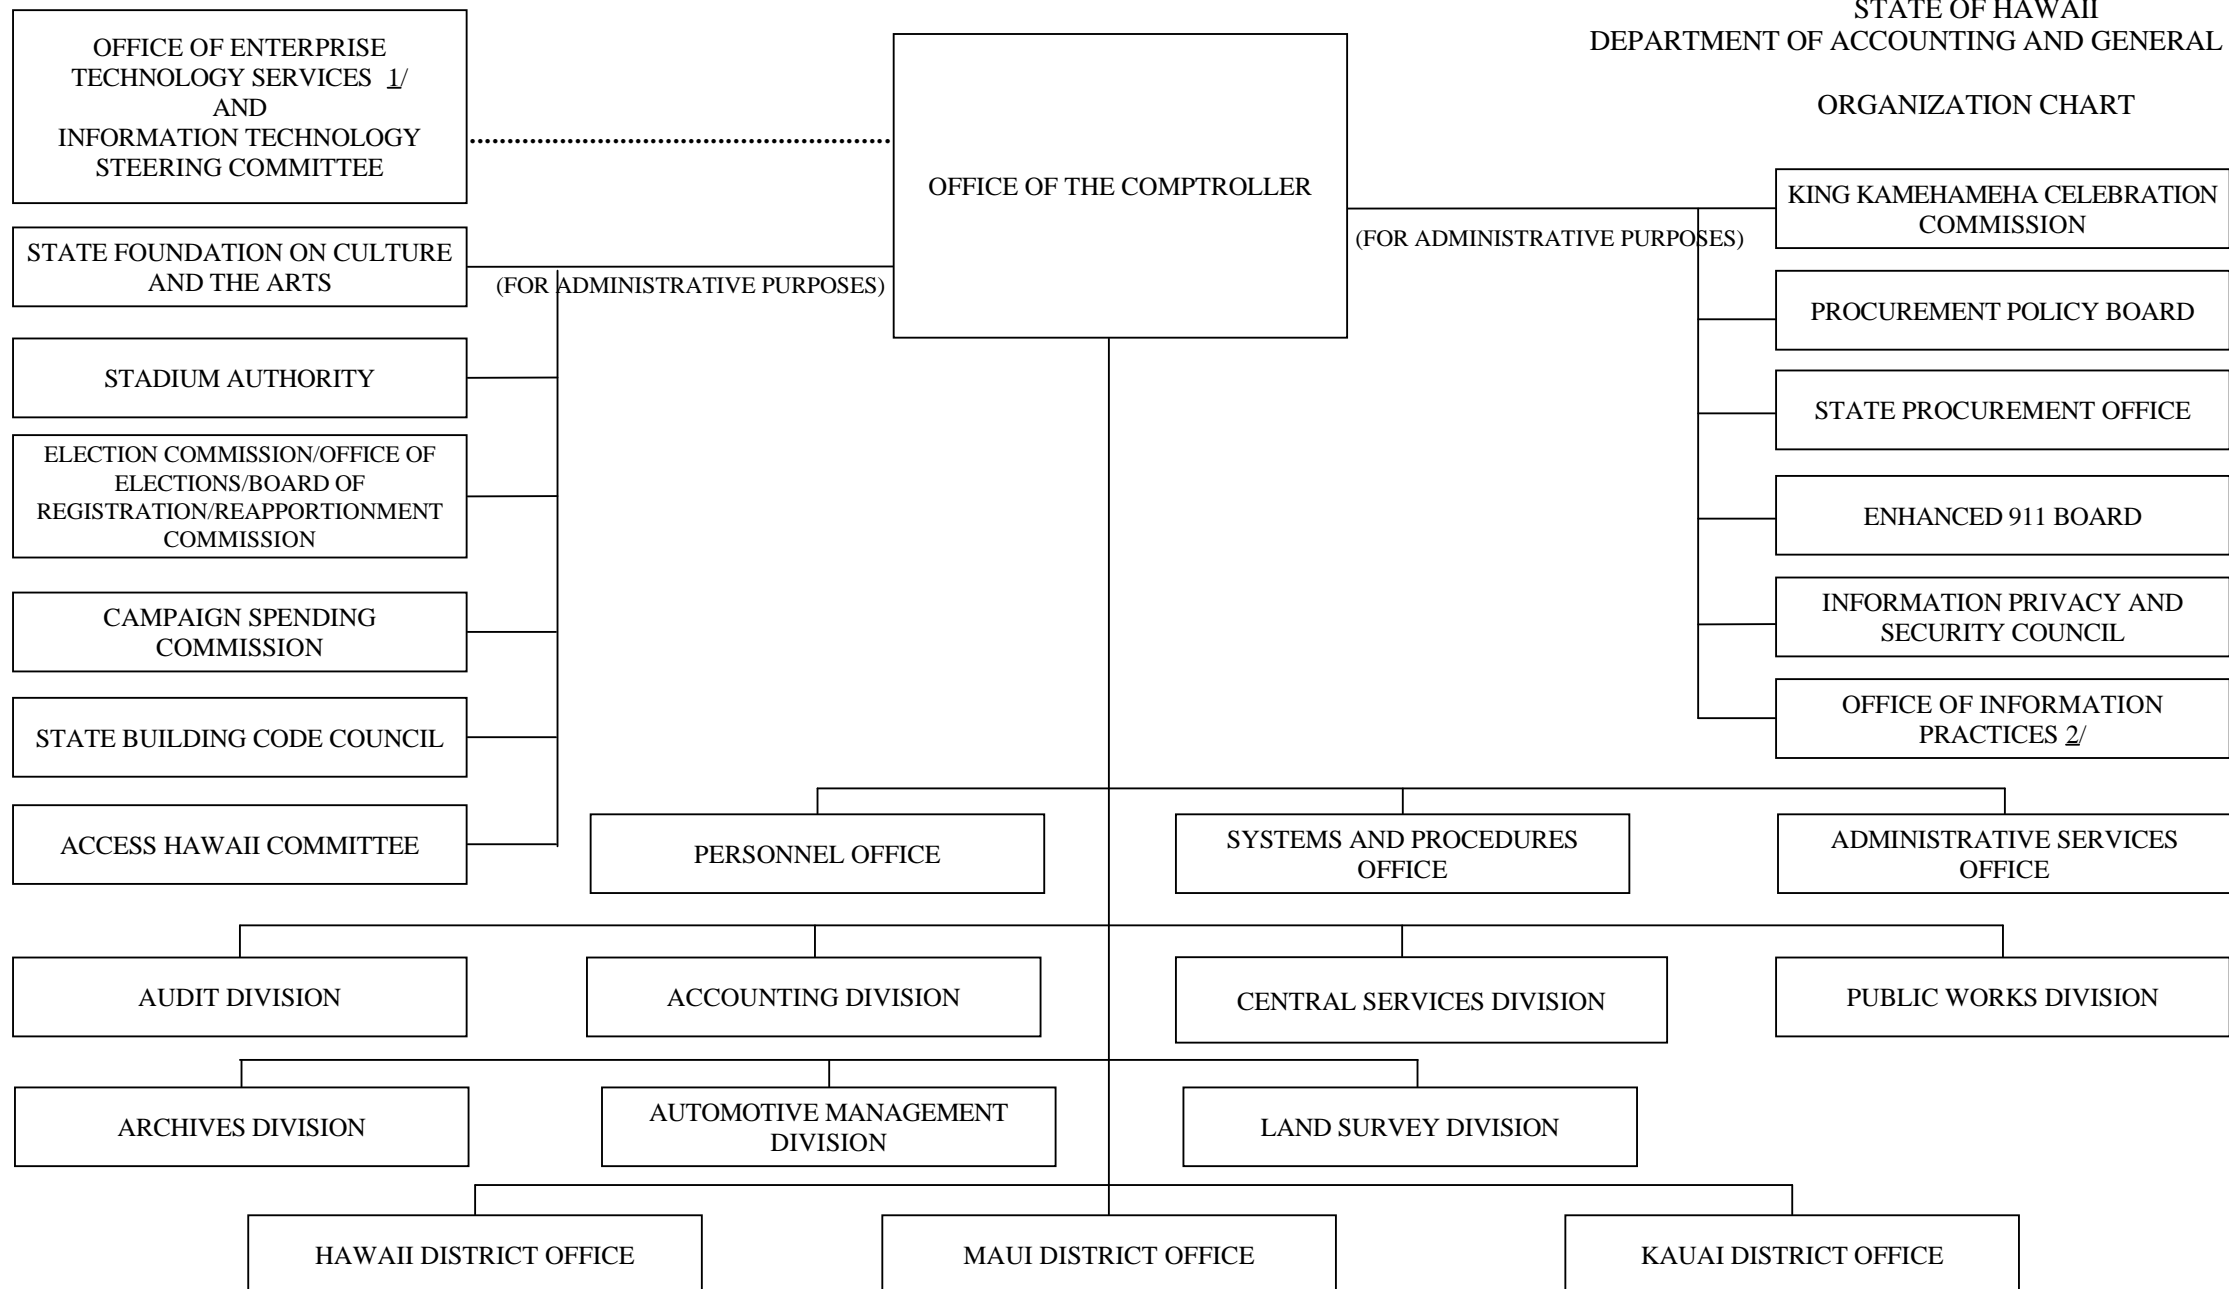 STATE OF HAWAII
DEPARTMENT OF ACCOUNTING AND GENERAL
ORGANIZATION CHART
OFFICE OF ENTERPRISE
TECHNOLOGY SERVICES 1/
AND
INFORMATION TECHNOLOGY
STEERING COMMITTEE
OFFICE OF THE COMPTROLLER
STATE FOUNDATION ON CULTURE
AND THE ARTS
(FOR ADMINISTRATIVE PURPOSES)
STADIUM AUTHORITY
ELECTION COMMISSION/OFFICE OF
ELECTIONS/BOARD OF
REGISTRATION/REAPPORTIONMENT
COMMISSION
CAMPAIGN SPENDING
COMMISSION
STATE BUILDING CODE COUNCIL
ACCESS HAWAII COMMITTEE
(FOR ADMINISTRATIVE PURPOSES)
KING KAMEHAMEHA CELEBRATION
COMMISSION
PROCUREMENT POLICY BOARD
STATE PROCUREMENT OFFICE
ENHANCED 911 BOARD
INFORMATION PRIVACY AND
SECURITY COUNCIL
OFFICE OF INFORMATION
PRACTICES 2/
PERSONNEL OFFICE
SYSTEMS AND PROCEDURES
OFFICE
ADMINISTRATIVE SERVICES
OFFICE
AUDIT DIVISION
ACCOUNTING DIVISION
CENTRAL SERVICES DIVISION
PUBLIC WORKS DIVISION
ARCHIVES DIVISION
AUTOMOTIVE MANAGEMENT
DIVISION
LAND SURVEY DIVISION
HAWAII DISTRICT OFFICE
MAUI DISTRICT OFFICE
KAUAI DISTRICT OFFICE